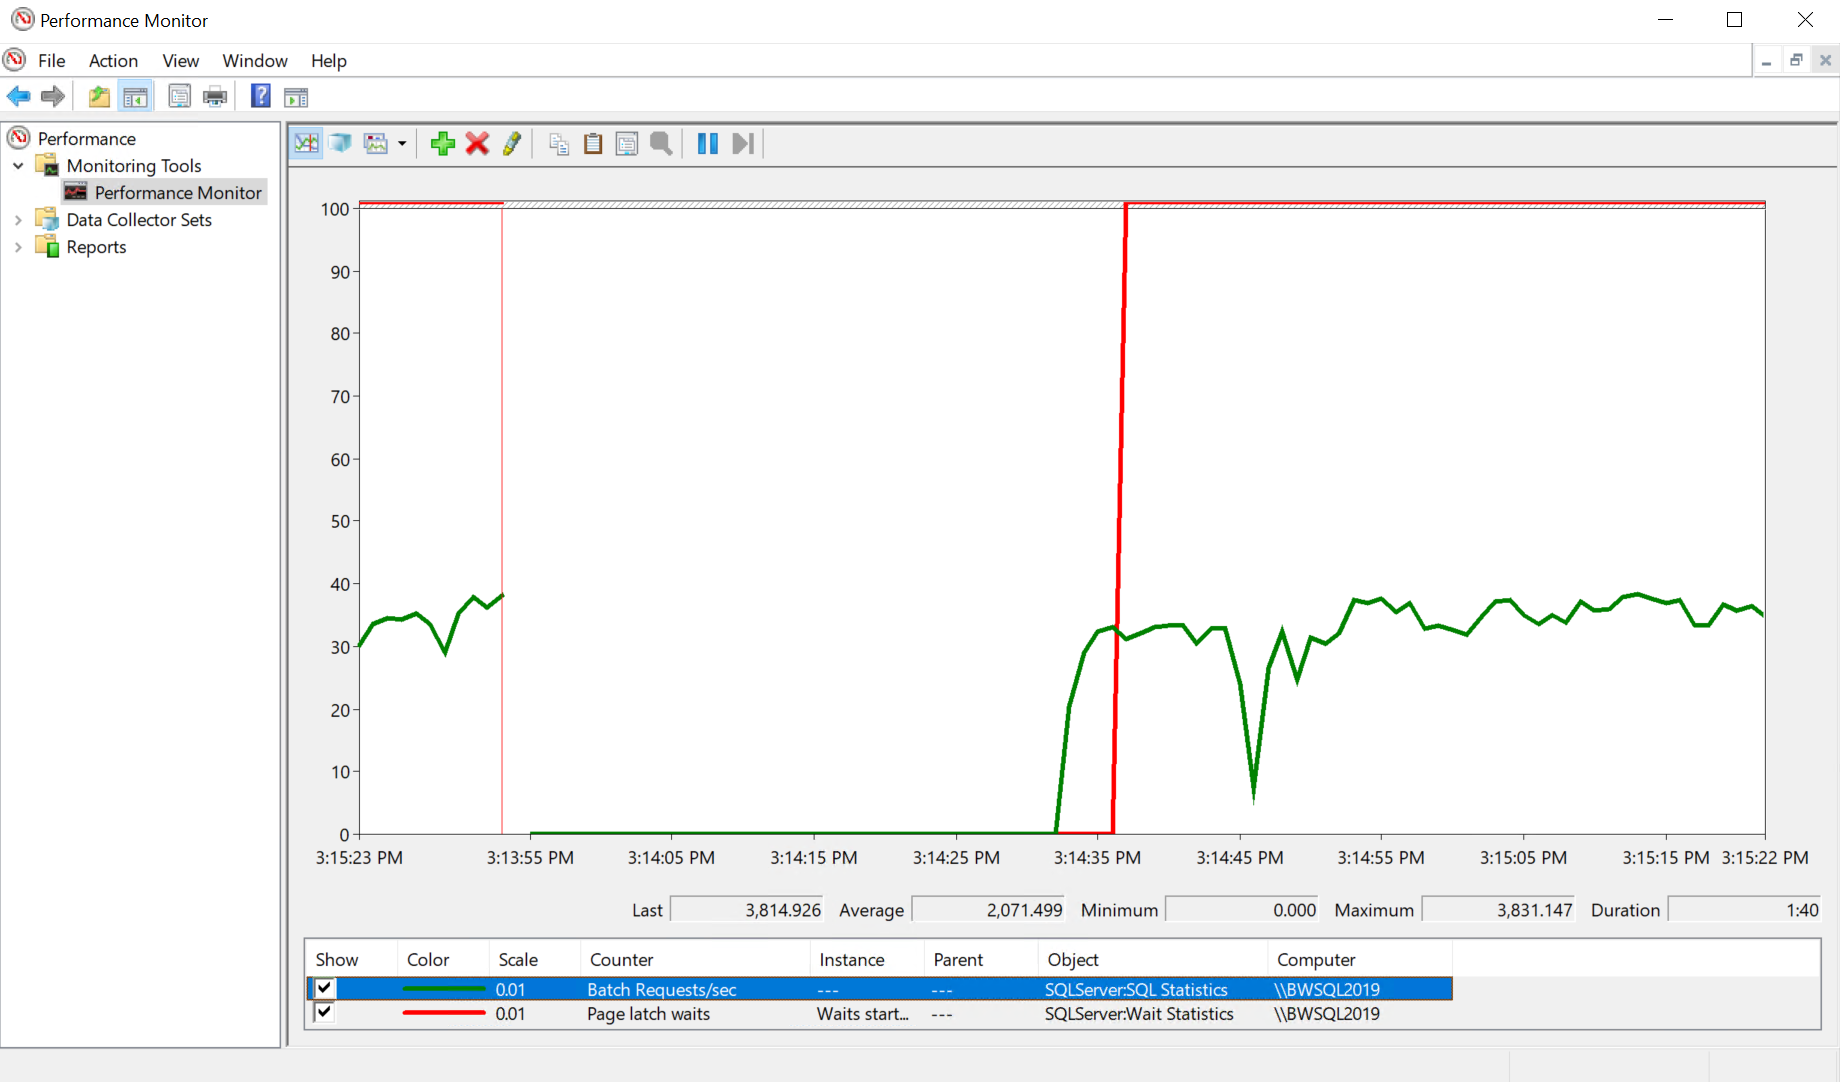 Performance Monitor
File Action View Window Help
Performance
Monitoring Tools
Performance Monitor
Data Collector Sets
Reports
100
90
80
70
60
50
40
30
20
10
0
3:15:23 PM 3:13:55 PM 3:14:05 PM 3:14:15 PM 3:14:25 PM 3:14:35 PM 3:14:45 PM 3:14:55 PM 3:15:05 PM 3:15:15 PM 3:15:22 PM
Last 3,814.926 Average 2,071.499 Minimum 0.000 Maximum 3,831.147 Duration 1:40
Show Color Scale Counter Instance Parent Object Computer
0.01 Batch Requests/sec --- --- SQLServer:SQL Statistics \\BWSQL2019
0.01 Page latch waits Waits start... --- SQLServer:Wait Statistics \\BWSQL2019